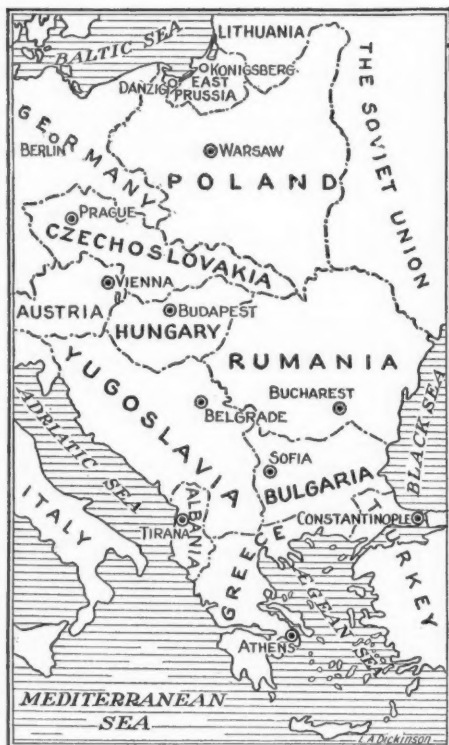 BALTIC SEA
LITHUANIA
KONIGSBERG
DANZIG
EAST
PRUSSIA
THE SOVIET UNION
GERMANY
BERLIN
WARSAW
POLAND
PRAGUE
CZECHOSLOVAKIA
VIENNA
AUSTRIA
BUDAPEST
HUNGARY
RUMANIA
YUGOSLAVIA
BUCHAREST
BELGRADE
BLACK SEA
ADRIATIC SEA
SOFIA
BULGARIA
ITALY
ALBANIA
TIRANA
CONSTANTINOPLE
TURKEY
GREECE
ÆGEAN SEA
ATHENS
MEDITERRANEAN
SEA
L.A Dickinson